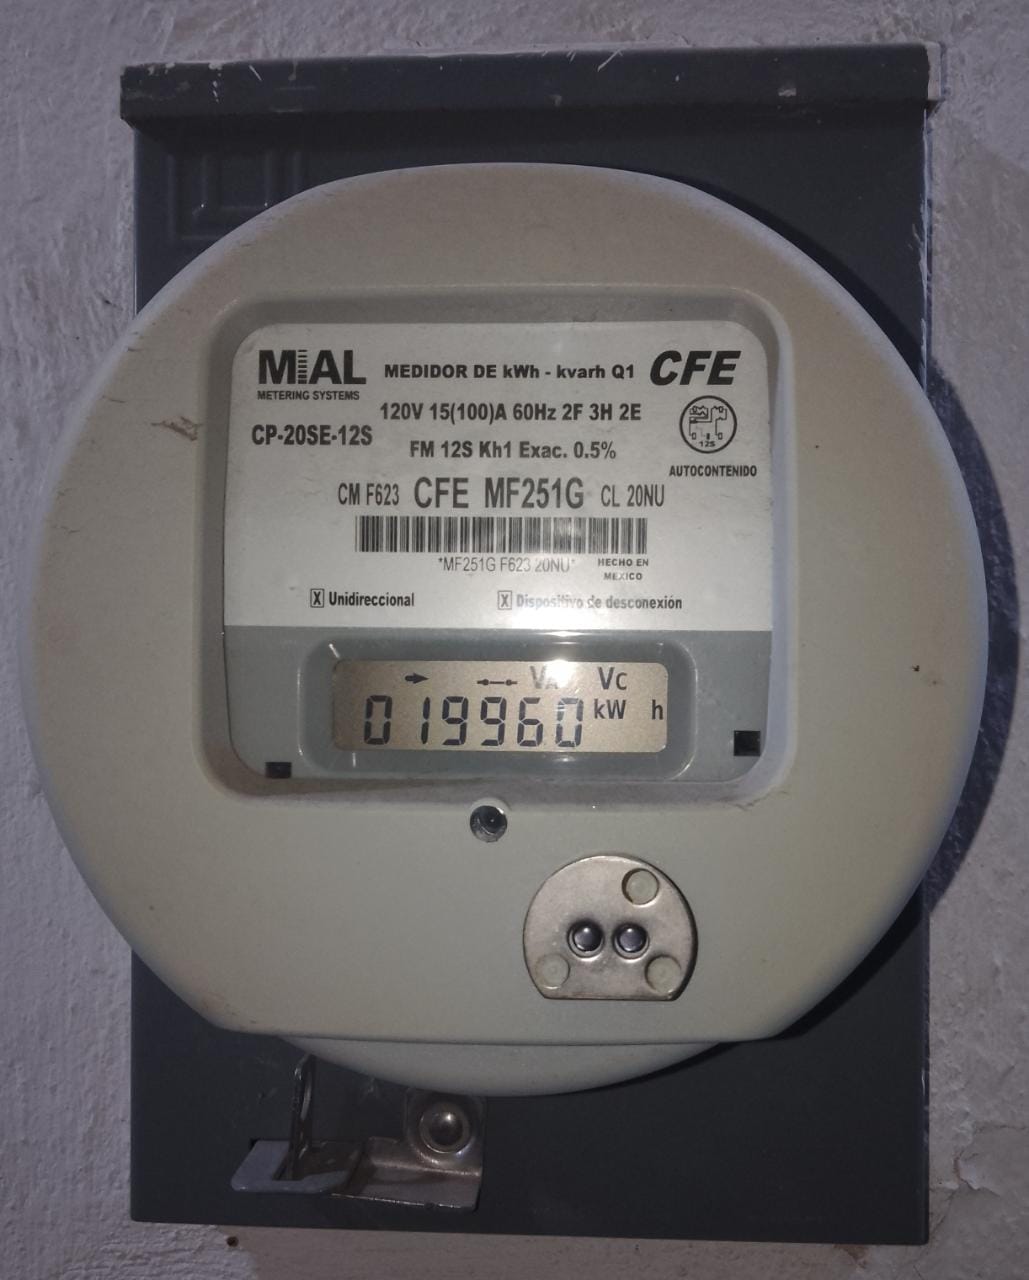 MIAL
METERING SYSTEMS
MEDIDOR DE kWh - kvarh Q1
CFE
120V 15(100)A 60Hz 2F 3H 2E
CP-20SE-12S
FM 12S Kh1 Exac. 0.5%
12S
AUTOCONTENIDO
CM F623 CFE MF251G CL 20NU
*MF251G F623 20NU*
HECHO EN
MEXICO
X Unidireccional
X Dispositivo de desconexión
VA VC
019960 kW h